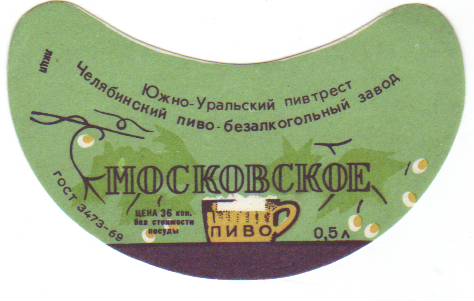 Южно-Уральский пивтрест
Челябинский пиво-безалкогольный завод
МОСКОВСКОЕ
ГОСТ 3473-69
ЦЕНА 36 коп.
без стоимости
посуды
ПИВО
0,5 л